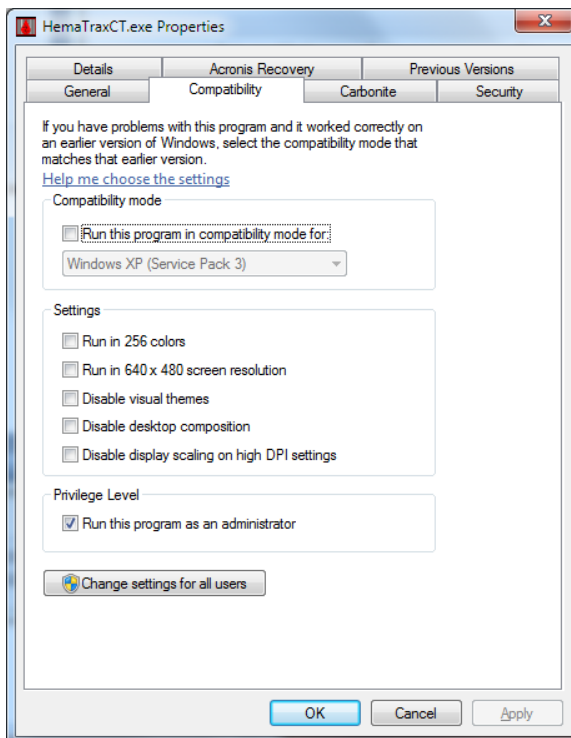 HemaTraxCT.exe Properties
Details Acronis Recovery Previous Versions
General Compatibility Carbonite Security
If you have problems with this program and it worked correctly on
an earlier version of Windows, select the compatibility mode that
matches that earlier version.
Help me choose the settings
Compatibility mode
Run this program in compatibility mode for:
Windows XP (Service Pack 3)
Settings
Run in 256 colors
Run in 640 x 480 screen resolution
Disable visual themes
Disable desktop composition
Disable display scaling on high DPI settings
Privilege Level
Run this program as an administrator
Change settings for all users
OK Cancel Apply